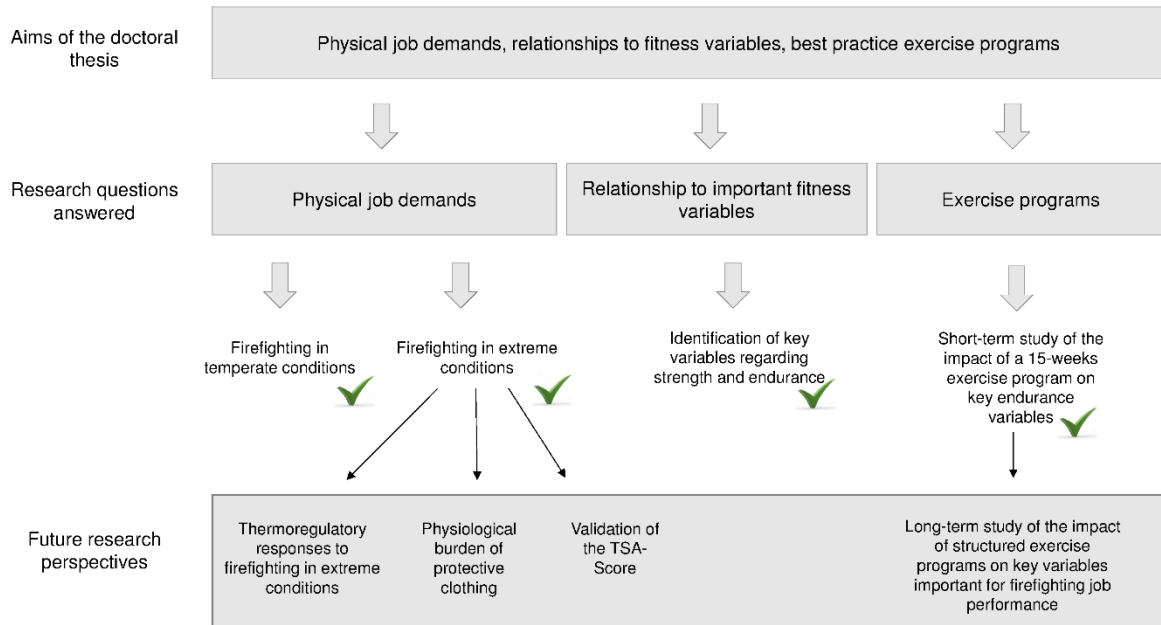 Aims of the doctoral
thesis
Physical job demands, relationships to fitness variables, best practice exercise programs
Research questions
answered
Physical job demands
Relationship to important fitness
variables
Exercise programs
Firefighting in
temperate conditions
Firefighting in extreme
conditions
Identification of key
variables regarding
strength and endurance
Short-term study of the
impact of a 15-weeks
exercise program on
key endurance
variables
Future research
perspectives
Thermoregulatory
responses to
firefighting in extreme
conditions
Physiological
burden of
protective
clothing
Validation of
the TSA-
Score
Long-term study of the impact
of structured exercise
programs on key variables
important for firefighting job
performance